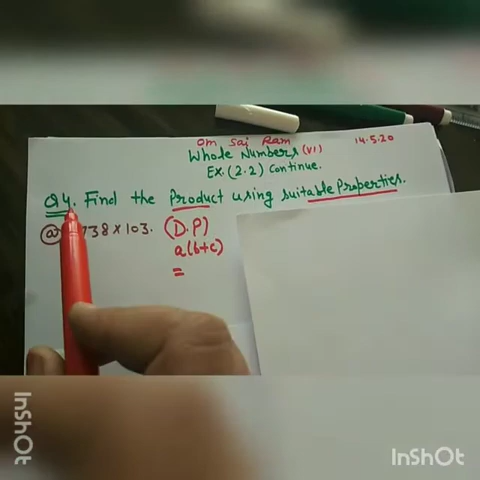 Om Sai Ram 14.5.20
Whole Numbers (VI)
Ex. (2.2) Continue.
Q4. Find the Product using suitable Properties.
(a) 738 × 103. (D.P)
a(b+c)
=
InShOt
InShOt